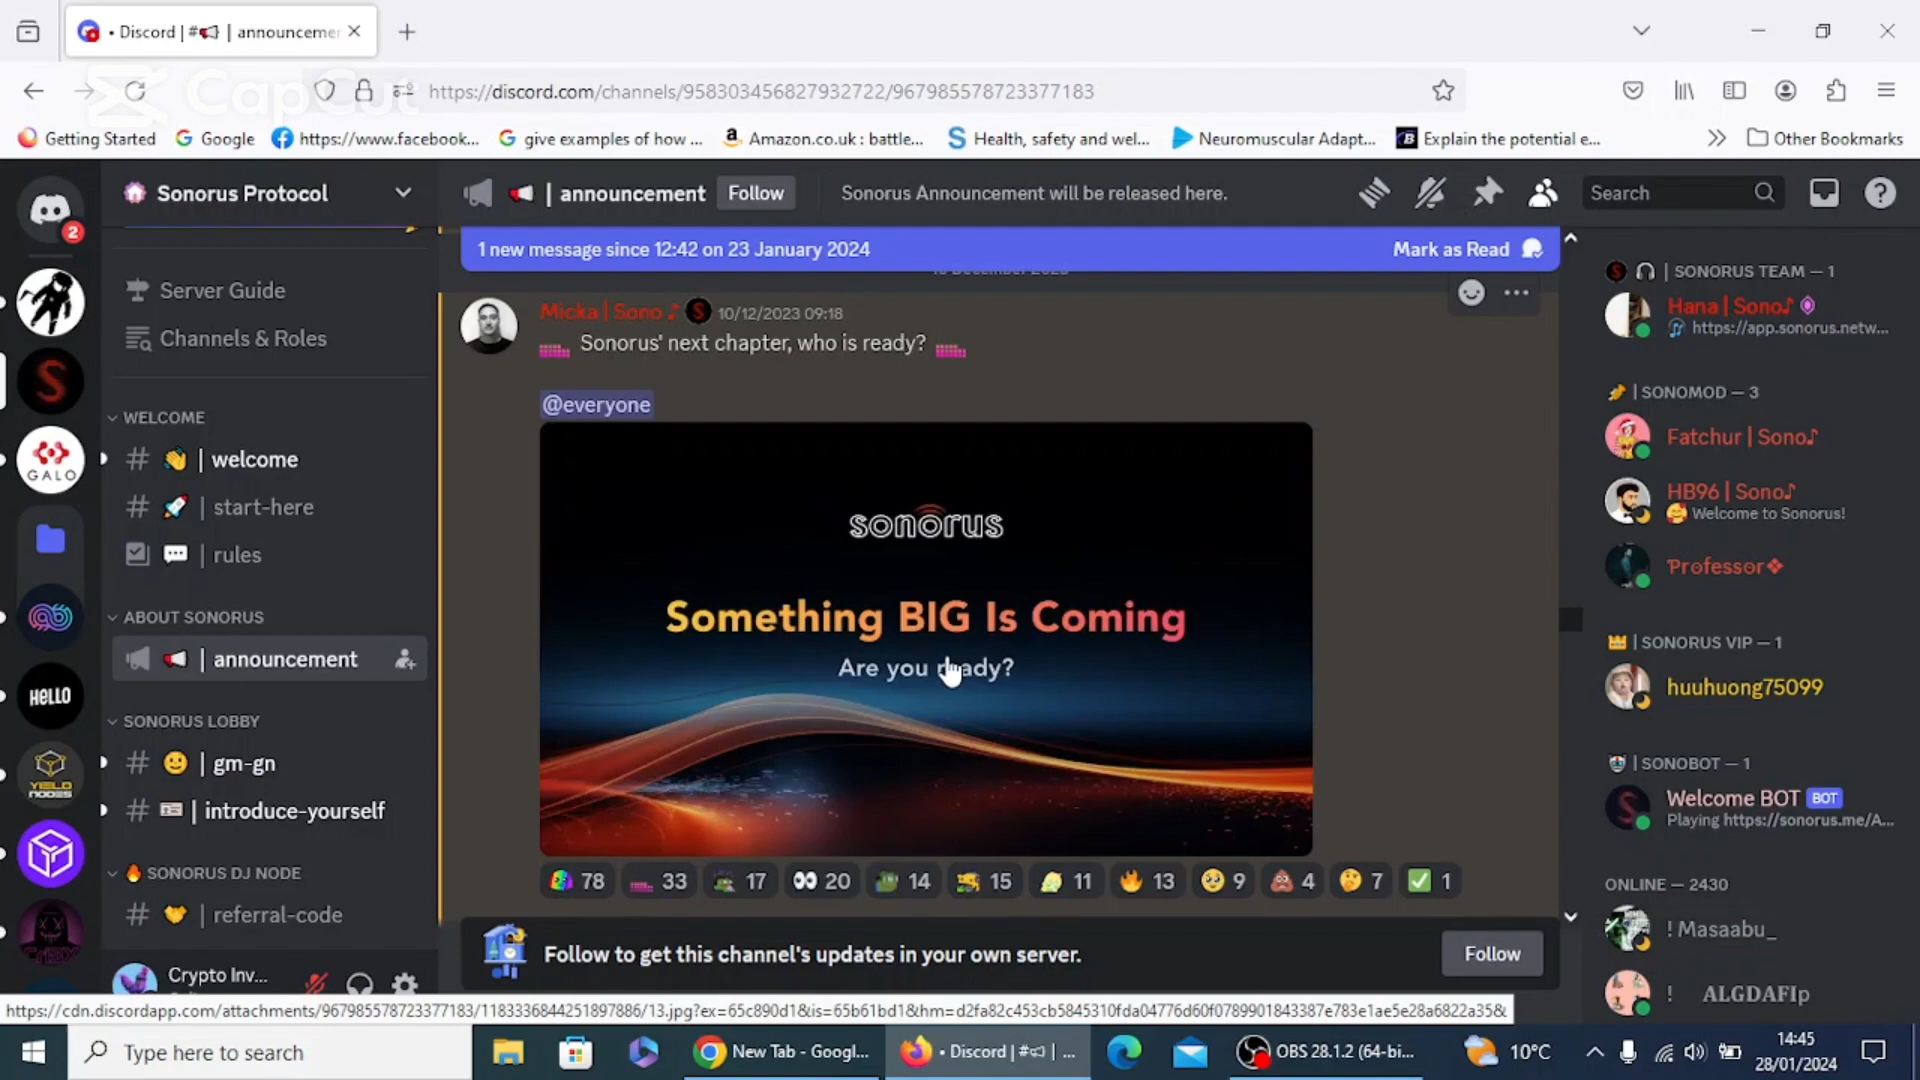 • Discord | # | announcemen
CapCut
https://discord.com/channels/958303456827932722/967985578723377183
Getting Started
Google
https://www.facebook...
give examples of how ...
Amazon.co.uk : battle...
Health, safety and wel...
Neuromuscular Adapt...
Explain the potential e...
Other Bookmarks
Sonorus Protocol
| announcement
Follow
Sonorus Announcement will be released here.
Search
2
1 new message since 12:42 on 23 January 2024
Mark as Read
Server Guide
Channels & Roles
WELCOME
# | welcome
# | start-here
| rules
ABOUT SONORUS
| announcement
SONORUS LOBBY
# | gm-gn
# | introduce-yourself
SONORUS DJ NODE
# | referral-code
Crypto Inv...
GALO
HELLO
YIELD
NODES
Micka | Sono♪ 10/12/2023 09:18
Sonorus' next chapter, who is ready?
@everyone
sonorus
Something BIG Is Coming
Are you ready?
78 33 17 20 14 15 11 13 9 4 7 1
Follow to get this channel's updates in your own server.
Follow
| SONORUS TEAM — 1
Hana | Sono♪
https://app.sonorus.netw...
| SONOMOD — 3
Fatchur | Sono♪
HB96 | Sono♪
Welcome to Sonorus!
Professor❖
| SONORUS VIP — 1
huuhuong75099
| SONOBOT — 1
Welcome BOT BOT
Playing https://sonorus.me/A...
ONLINE — 2430
! Masaabu_
! ALGDAFIp
https://cdn.discordapp.com/attachments/967985578723377183/1183336844251897886/13.jpg?ex=65c890d1&is=65b61bd1&hm=d2fa82c453cb5845310fda04776d60f0789901843387e783e1ae5e28a6822a35&
Type here to search
New Tab - Googl...
• Discord | # | ...
OBS 28.1.2 (64-bi...
10°C
14:45
28/01/2024